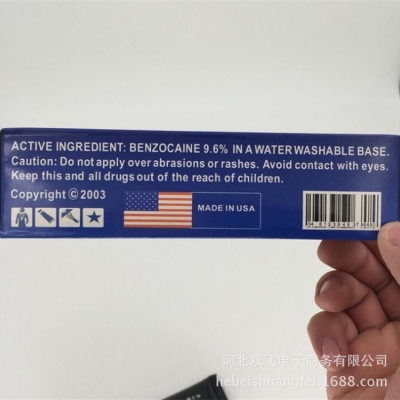 ACTIVE INGREDIENT: BENZOCAINE 9.6% IN A WATER WASHABLE BASE.
Caution: Do not apply over abrasions or rashes. Avoid contact with eyes.
Keep this and all drugs out of the reach of children.
Copyright © 2003
MADE IN USA
河北双飞电子商务有限公司
hebeishuangfei.1688.com